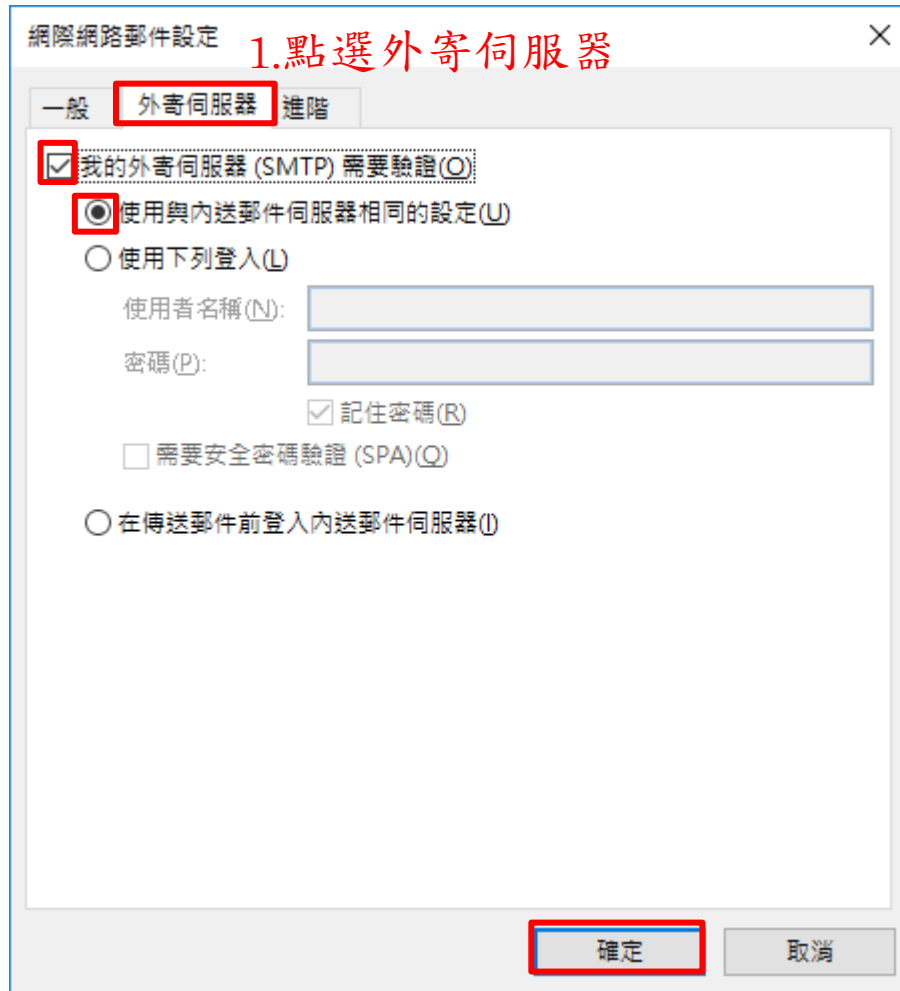 網際網路郵件設定
1.點選外寄伺服器
一般 外寄伺服器 進階
我的外寄伺服器 (SMTP) 需要驗證(O)
使用與內送郵件伺服器相同的設定(U)
使用下列登入(L)
使用者名稱(N):
密碼(P):
記住密碼(R)
需要安全密碼驗證 (SPA)(Q)
在傳送郵件前登入內送郵件伺服器(I)
確定 取消